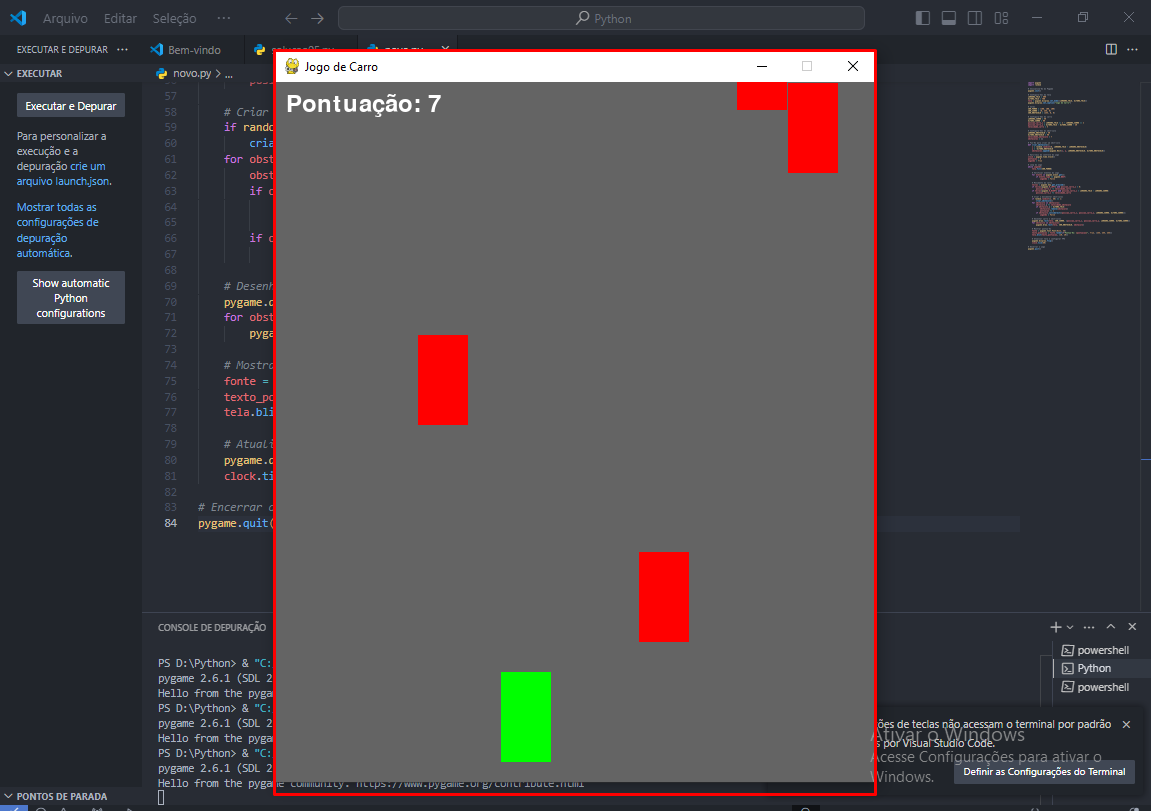 Arquivo Editar Seleção ... Python
EXECUTAR E DEPURAR ...
Bem-vindo
EXECUTAR
novo.py > ...
Executar e Depurar
Para personalizar a
execução e a
depuração crie um
arquivo launch.json.
Mostrar todas as
configurações de
depuração
automática.
Show automatic
Python
configurations
Jogo de Carro
Pontuação: 7
57
58 # Criar
59 if rand
60 cria
61 for obst
62 obst
63 if
64
65
66 if
67
68
69 # Desenh
70 pygame.d
71 for obst
72 pyga
73
74 # Mostra
75 fonte =
76 texto_po
77 tela.bli
78
79 # Atuali
80 pygame.d
81 clock.ti
82
83 # Encerrar
84 pygame.quit(
CONSOLE DE DEPURAÇÃO
PS D:\Python> & "C:
pygame 2.6.1 (SDL 2
Hello from the pygam
PS D:\Python> & "C:
pygame 2.6.1 (SDL 2
Hello from the pygam
PS D:\Python> & "C:
pygame 2.6.1 (SDL 2
Hello from the pygame community. https://www.pygame.org/contribute.html
powershell
Python
powershell
ões de teclas não acessam o terminal por padrão
s por Visual Studio Code.
Definir as Configurações do Terminal
Ativar o Windows
Acesse Configurações para ativar o
Windows.
PONTOS DE PARADA